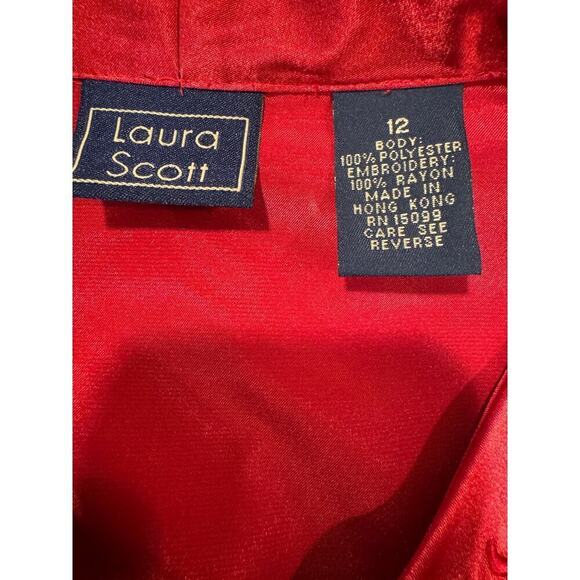 Laura
Scott
12
BODY:
100% POLYESTER
EMBROIDERY:
100% RAYON
MADE IN
HONG KONG
RN 15099
CARE SEE
REVERSE